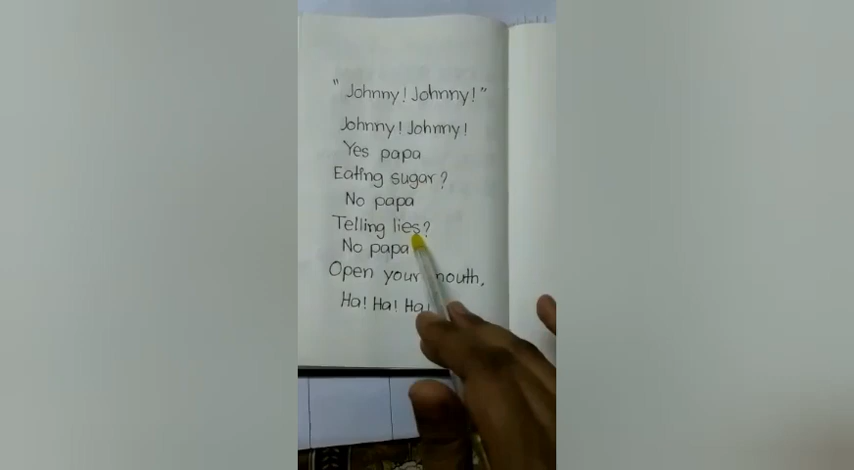 " Johnny! Johnny! "
Johnny! Johnny!
Yes papa
Eating sugar?
No papa
Telling lies?
No papa
Open your mouth,
Ha! Ha! Ha!